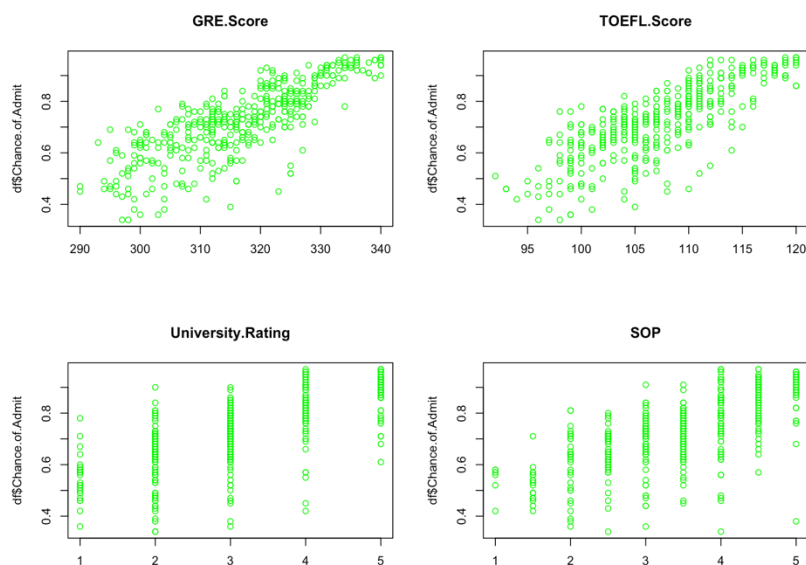 GRE.Score
df$Chance.of.Admit
0.4 0.6 0.8
290 300 310 320 330 340
TOEFL.Score
df$Chance.of.Admit
0.4 0.6 0.8
95 100 105 110 115 120
University.Rating
df$Chance.of.Admit
0.4 0.6 0.8
1 2 3 4 5
SOP
df$Chance.of.Admit
0.4 0.6 0.8
1 2 3 4 5